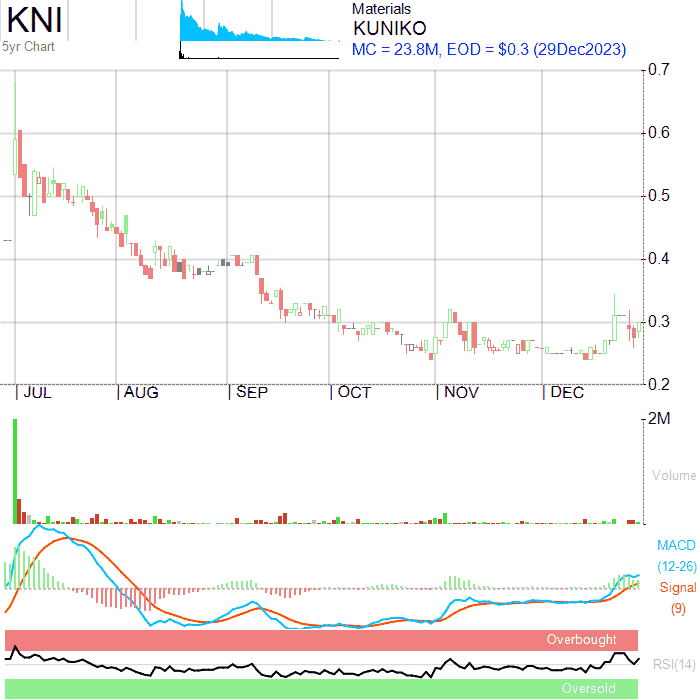 KNI
5yr Chart
Materials
KUNIKO
MC = 23.8M, EOD = $0.3 (29Dec2023)
0.7
0.6
0.5
0.4
0.3
0.2
JUL AUG SEP OCT NOV DEC
2M
Volume
MACD
(12-26)
Signal
(9)
Overbought
RSI(14)
Oversold